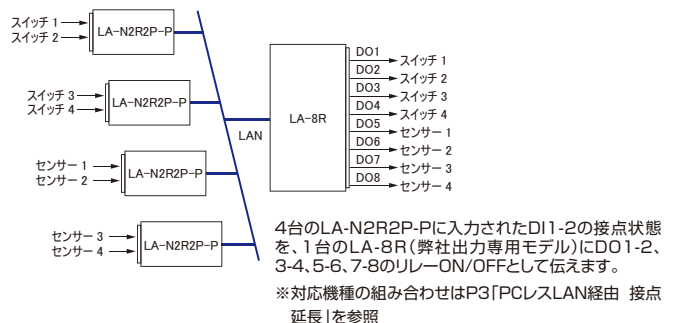 スイッチ 1
スイッチ 2
LA-N2R2P-P
スイッチ 3
スイッチ 4
LA-N2R2P-P
センサー 1
センサー 2
LA-N2R2P-P
センサー 3
センサー 4
LA-N2R2P-P
LAN
LA-8R
DO1
スイッチ 1
DO2
スイッチ 2
DO3
スイッチ 3
DO4
スイッチ 4
DO5
センサー 1
DO6
センサー 2
DO7
センサー 3
DO8
センサー 4
4台のLA-N2R2P-Pに入力されたDI1-2の接点状態
を、1台のLA-8R(弊社出力専用モデル)にDO1-2、
3-4、5-6、7-8のリレーON/OFFとして伝えます。
※対応機種の組み合わせはP3「PCレスLAN経由 接点
延長」を参照